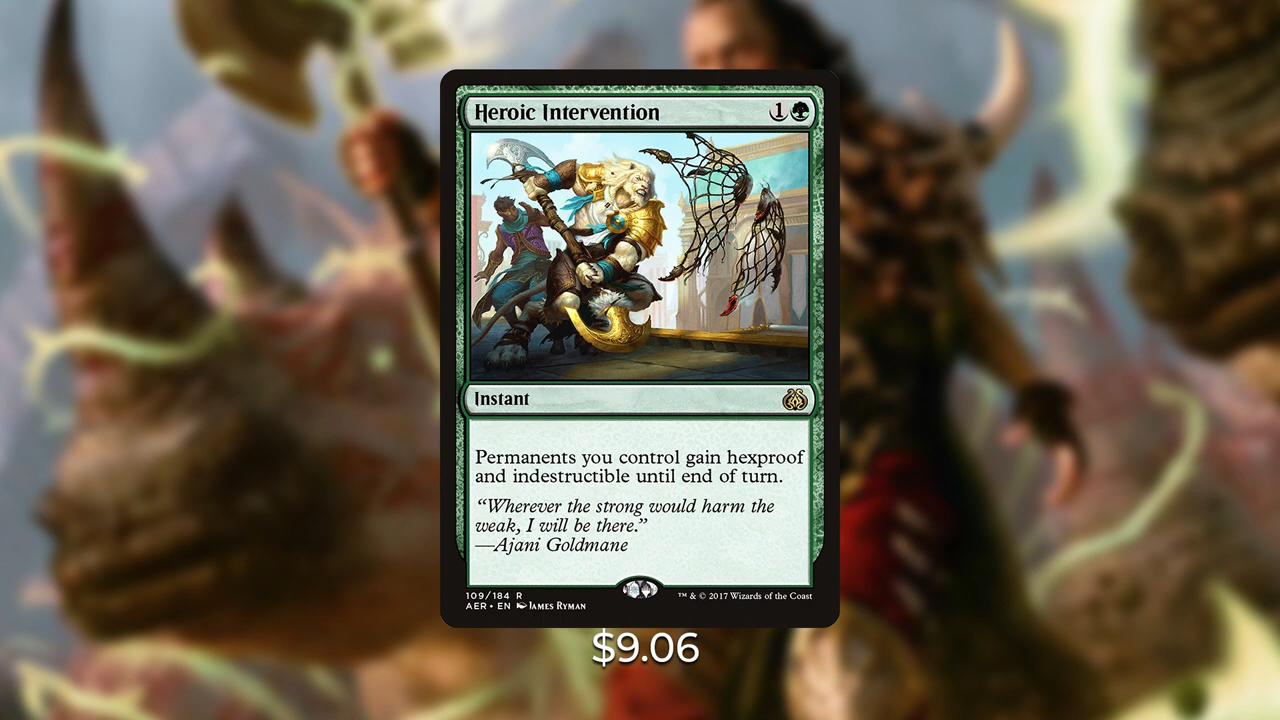 Heroic Intervention 1
Instant
Permanents you control gain hexproof
and indestructible until end of turn.
“Wherever the strong would harm the
weak, I will be there.”
—Ajani Goldmane
109/184 R
AER • EN James Ryman
™ & © 2017 Wizards of the Coast
$9.06